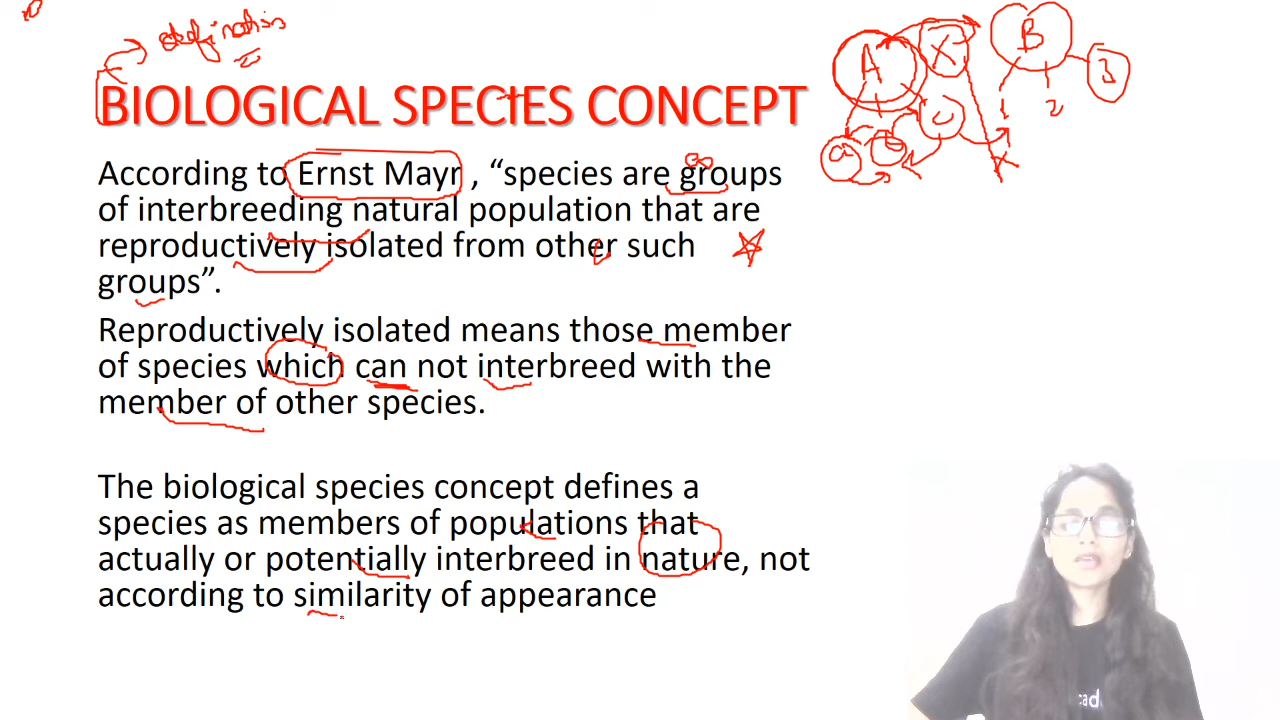 definition
BIOLOGICAL SPECIES CONCEPT
According to Ernst Mayr , “species are groups
of interbreeding natural population that are
reproductively isolated from other such
groups”.
Reproductively isolated means those member
of species which can not interbreed with the
member of other species.
The biological species concept defines a
species as members of populations that
actually or potentially interbreed in nature, not
according to similarity of appearance
A X B
1 2 3
a b c